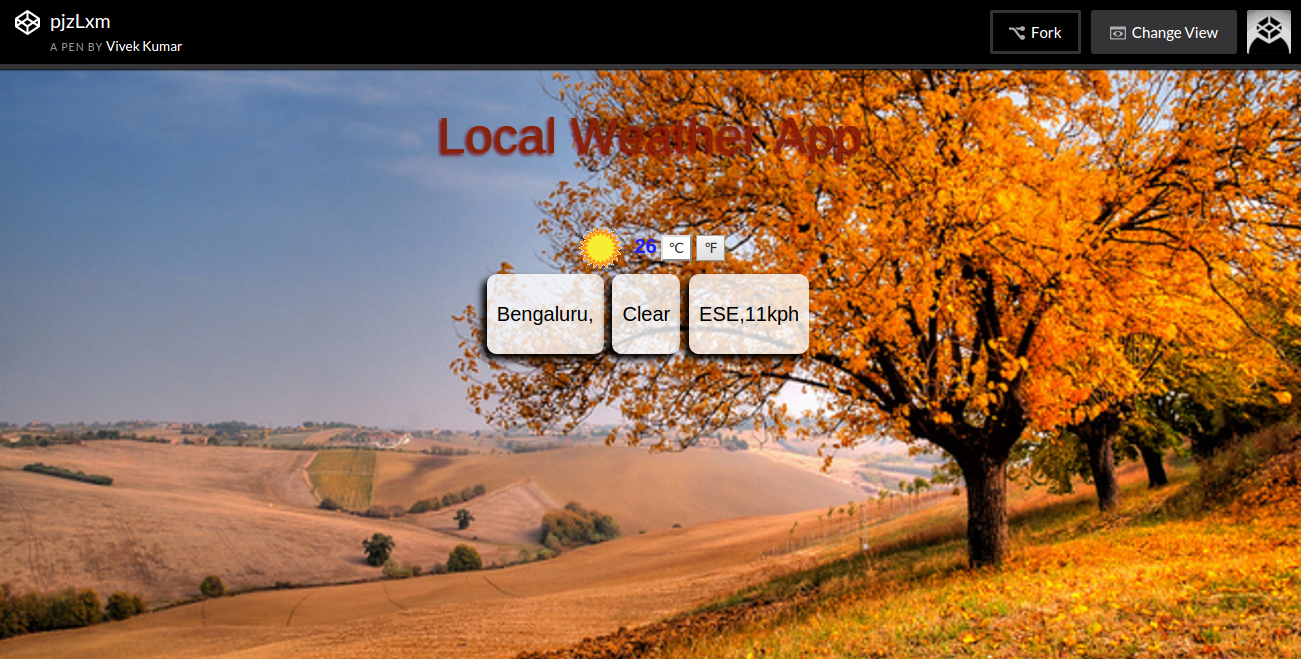 pjzLxm
A PEN BY Vivek Kumar
Fork
Change View
Local Weather App
26 °C °F
Bengaluru, Clear ESE,11kph